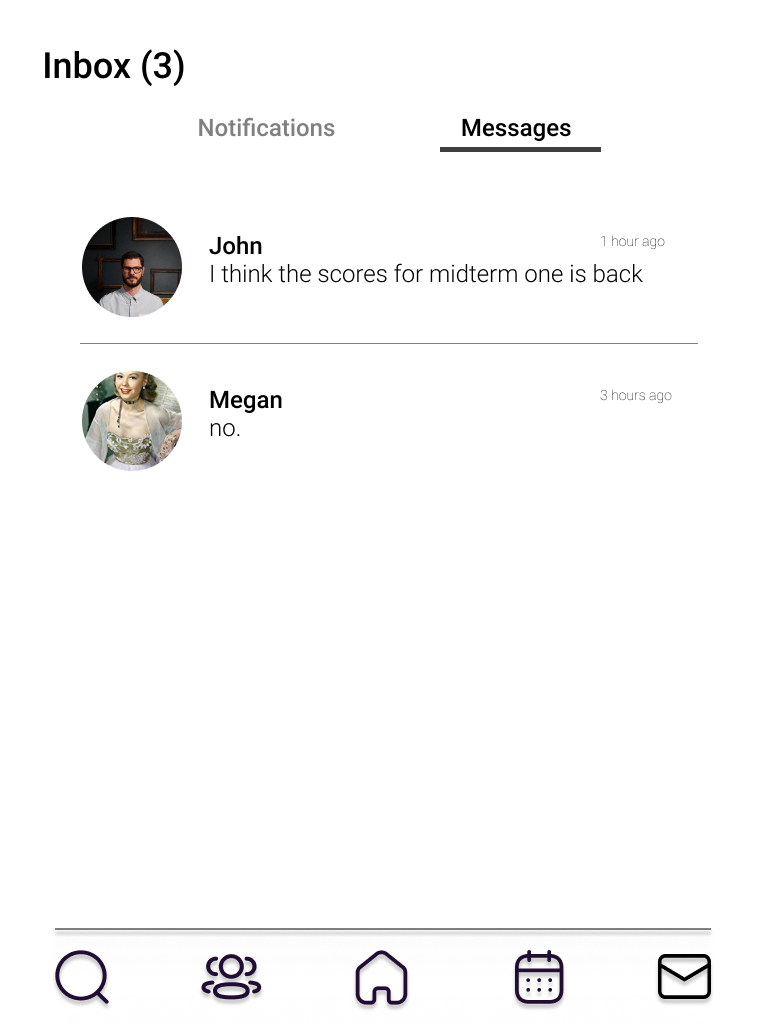 Inbox (3)
Notifications
Messages
John
1 hour ago
I think the scores for midterm one is back
Megan
3 hours ago
no.